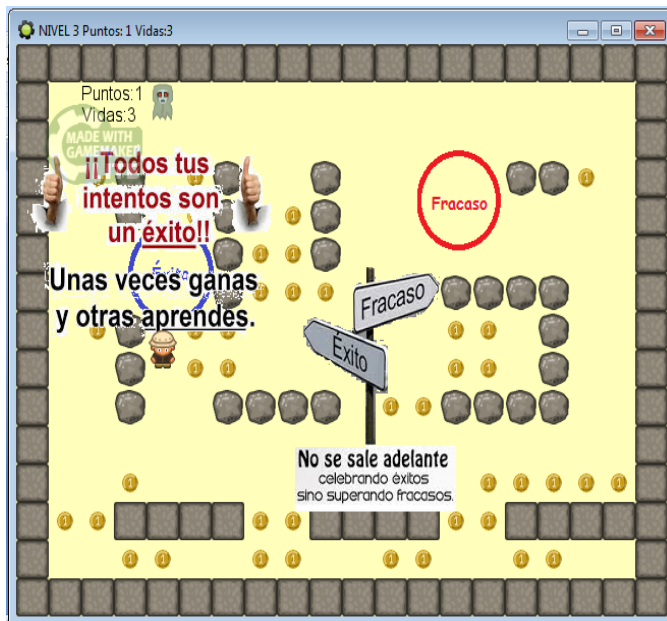 NIVEL 3 Puntos: 1 Vidas:3
Puntos:1
Vidas:3
MADE WITH
GAMEMAKER
¡¡Todos tus
intentos son
un éxito!!
Éxito
Unas veces ganas
y otras aprendes.
Fracaso
Fracaso
Éxito
No se sale adelante
celebrando éxitos
sino superando fracasos.